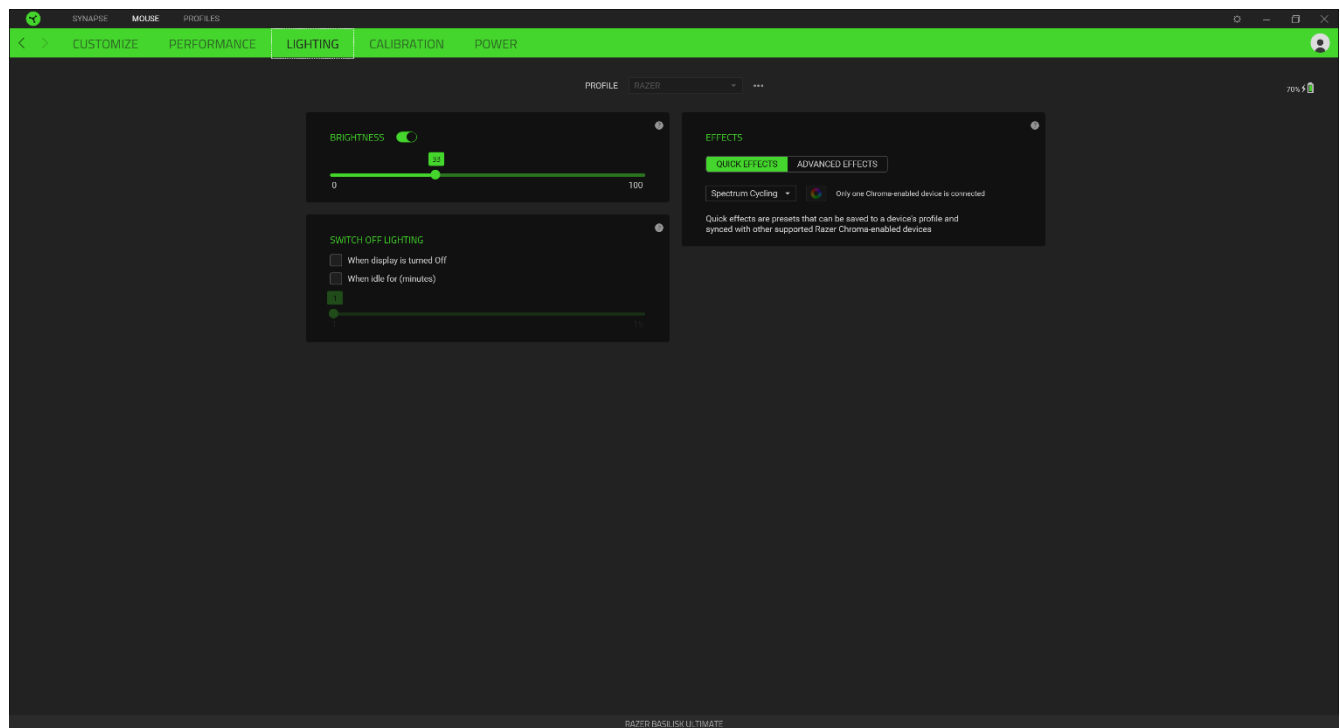 SYNAPSE MOUSE PROFILES
CUSTOMIZE PERFORMANCE LIGHTING CALIBRATION POWER
PROFILE RAZER
70%
BRIGHTNESS
33
0 100
SWITCH OFF LIGHTING
When display is turned Off
When idle for (minutes)
1
1 15
EFFECTS
QUICK EFFECTS ADVANCED EFFECTS
Spectrum Cycling Only one Chroma-enabled device is connected
Quick effects are presets that can be saved to a device's profile and
synced with other supported Razer Chroma-enabled devices
RAZER BASILISK ULTIMATE